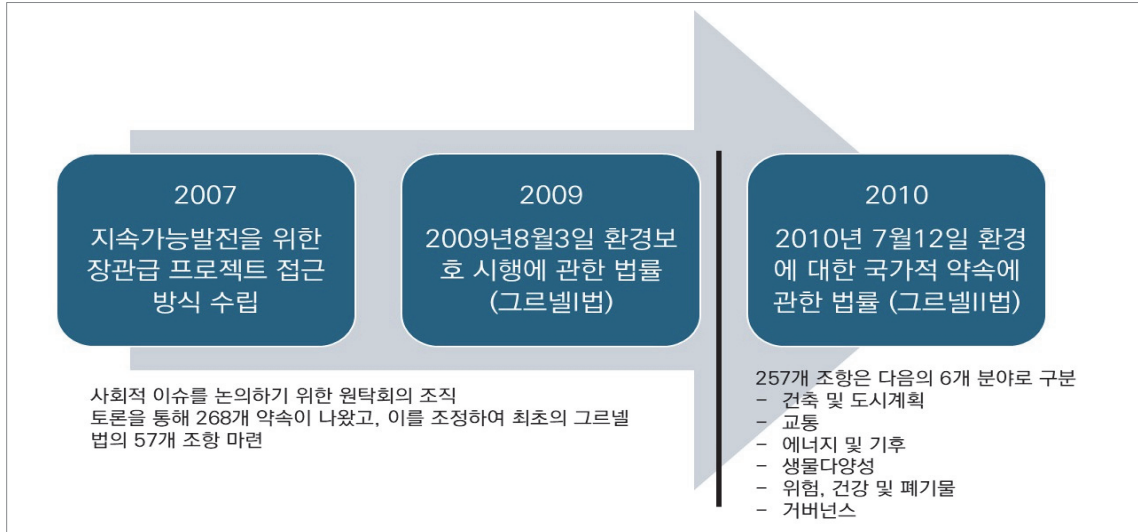 2007
지속가능발전을 위한
장관급 프로젝트 접근
방식 수립
2009
2009년8월3일 환경보
호 시행에 관한 법률
(그르넬I법)
2010
2010년 7월12일 환경
에 대한 국가적 약속에
관한 법률 (그르넬II법)
사회적 이슈를 논의하기 위한 원탁회의 조직
토론을 통해 268개 약속이 나왔고, 이를 조정하여 최초의 그르넬
법의 57개 조항 마련
257개 조항은 다음의 6개 분야로 구분
- 건축 및 도시계획
- 교통
- 에너지 및 기후
- 생물다양성
- 위험, 건강 및 폐기물
- 거버넌스